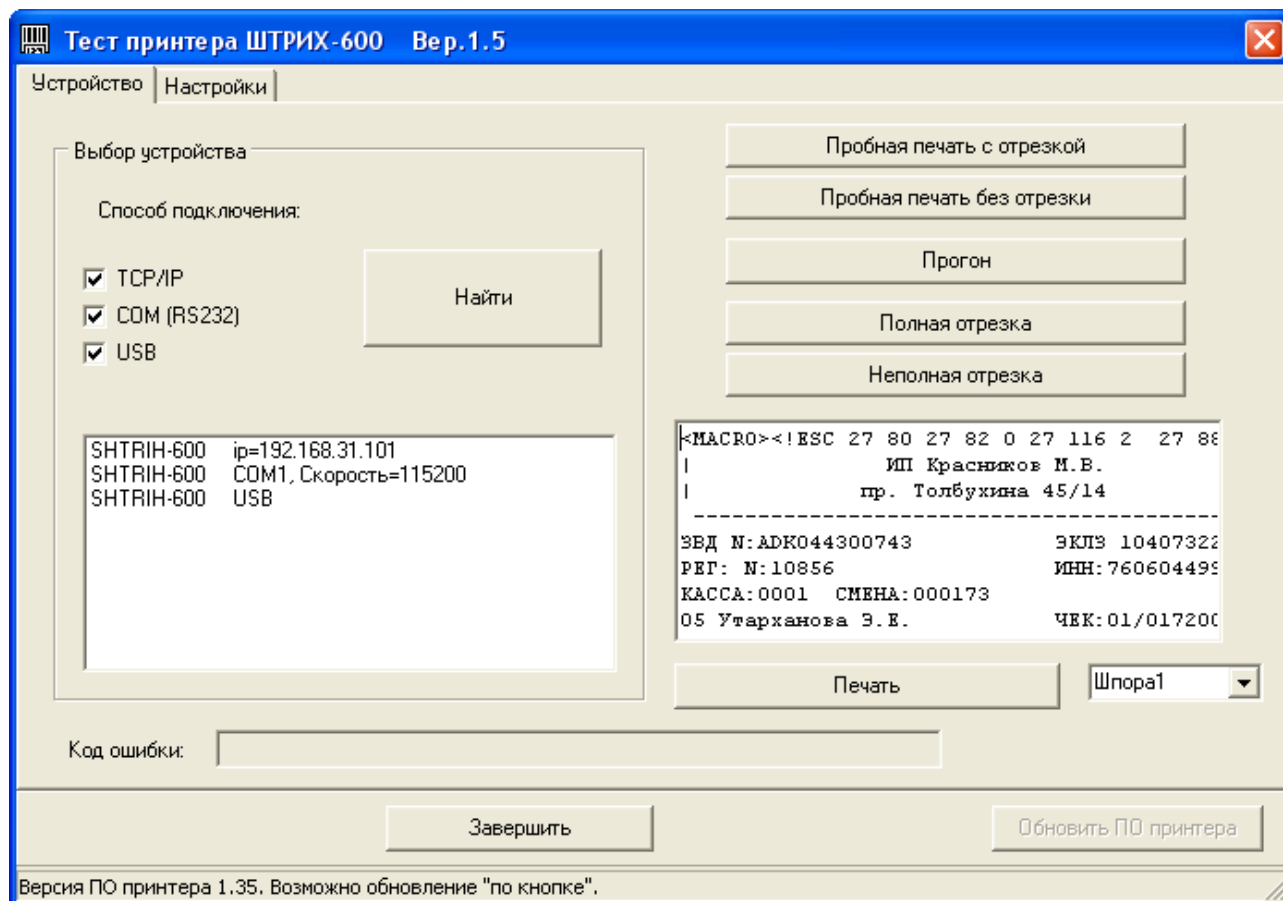 Тест принтера ШТРИХ-600 Вер.1.5
Устройство Настройки
Выбор устройства
Способ подключения:
TCP/IP
COM (RS232)
USB
Найти
SHTRIH-600 ip=192.168.31.101
SHTRIH-600 COM1, Скорость=115200
SHTRIH-600 USB
Пробная печать с отрезкой
Пробная печать без отрезки
Прогон
Полная отрезка
Неполная отрезка
<MACRO><!ESC 27 80 27 82 0 27 116 2 27 88
| ИП Красников М.В.
| пр. Толбухина 45/14
----------------------------------------
ЗВД N:ADK044300743 ЭКЛЗ 10407322
РЕГ: N:10856 ИНН:760604499
КАССА:0001 СМЕНА:000173
05 Утарханова Э.Е. ЧЕК:01/017200
Печать Шпора1
Код ошибки:
Завершить Обновить ПО принтера
Версия ПО принтера 1.35. Возможно обновление "по кнопке".